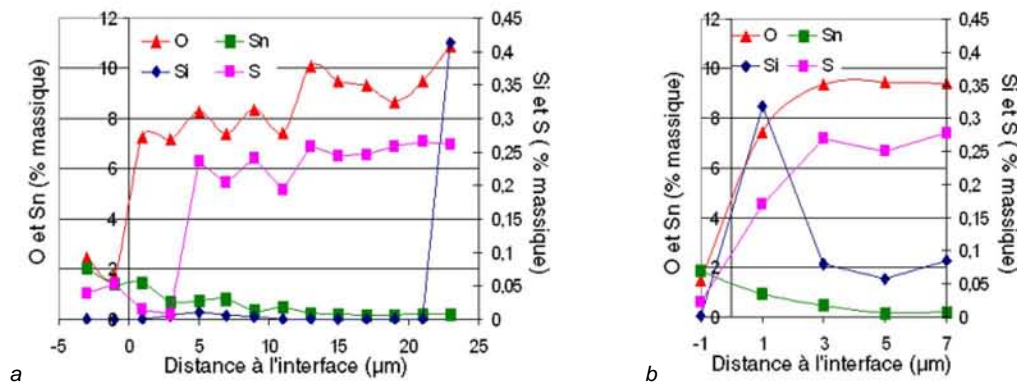 O et Sn (% massique)
12
10
8
6
4
2
0
O
Sn
Si
S
0,45
0,4
0,35
0,3
0,25
0,2
0,15
0,1
0,05
0
Si et S ( % massique)
-5 0 5 10 15 20 25
Distance à l'interface (µm)
a
O et Sn (% massique)
12
10
8
6
4
2
0
O
Sn
Si
S
0,45
0,4
0,35
0,3
0,25
0,2
0,15
0,1
0,05
0
Si et S ( % massique)
-1 1 3 5 7
Distance à l'interface (µm)
b